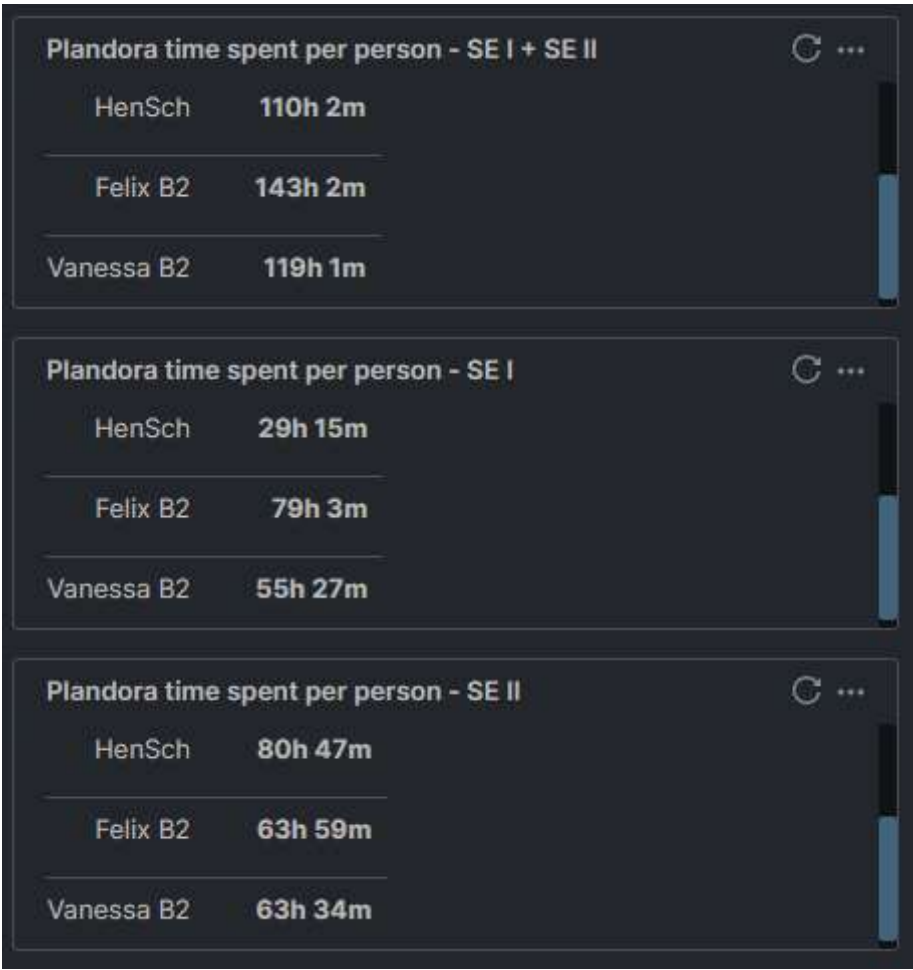 Plandora time spent per person - SE I + SE II
HenSch 110h 2m
Felix B2 143h 2m
Vanessa B2 119h 1m
Plandora time spent per person - SE I
HenSch 29h 15m
Felix B2 79h 3m
Vanessa B2 55h 27m
Plandora time spent per person - SE II
HenSch 80h 47m
Felix B2 63h 59m
Vanessa B2 63h 34m